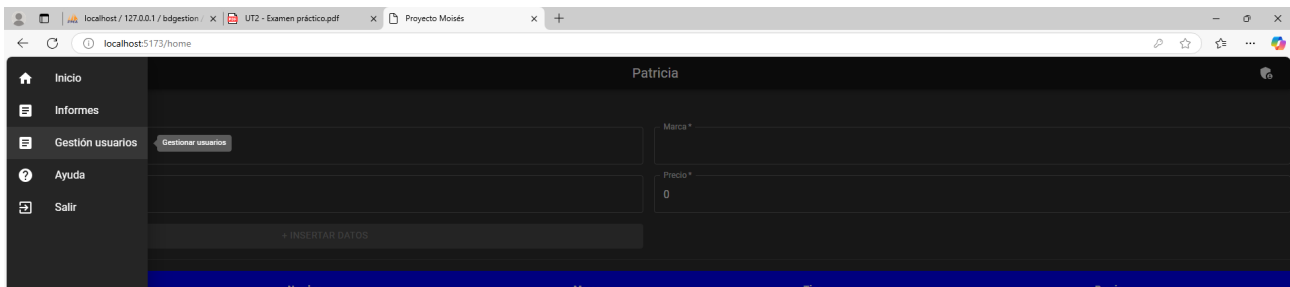 localhost / 127.0.0.1 / bdgestion /
UT2 - Examen práctico.pdf
Proyecto Moisés
localhost:5173/home
Inicio
Patricia
Informes
Gestión usuarios
Gestionar usuarios
Marca *
Ayuda
Precio *
0
Salir
+ INSERTAR DATOS